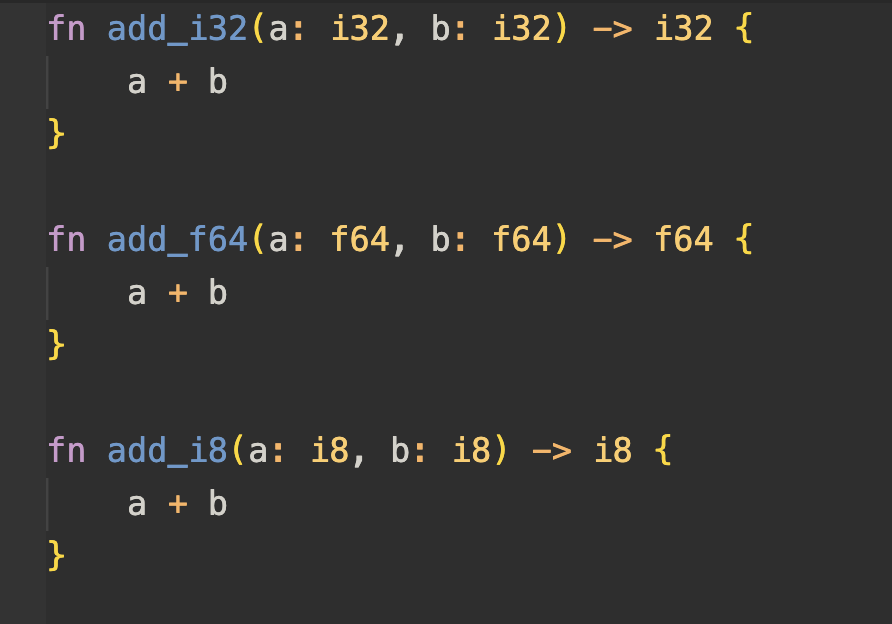 fn add_i32(a: i32, b: i32) -> i32 {
    a + b
}

fn add_f64(a: f64, b: f64) -> f64 {
    a + b
}

fn add_i8(a: i8, b: i8) -> i8 {
    a + b
}